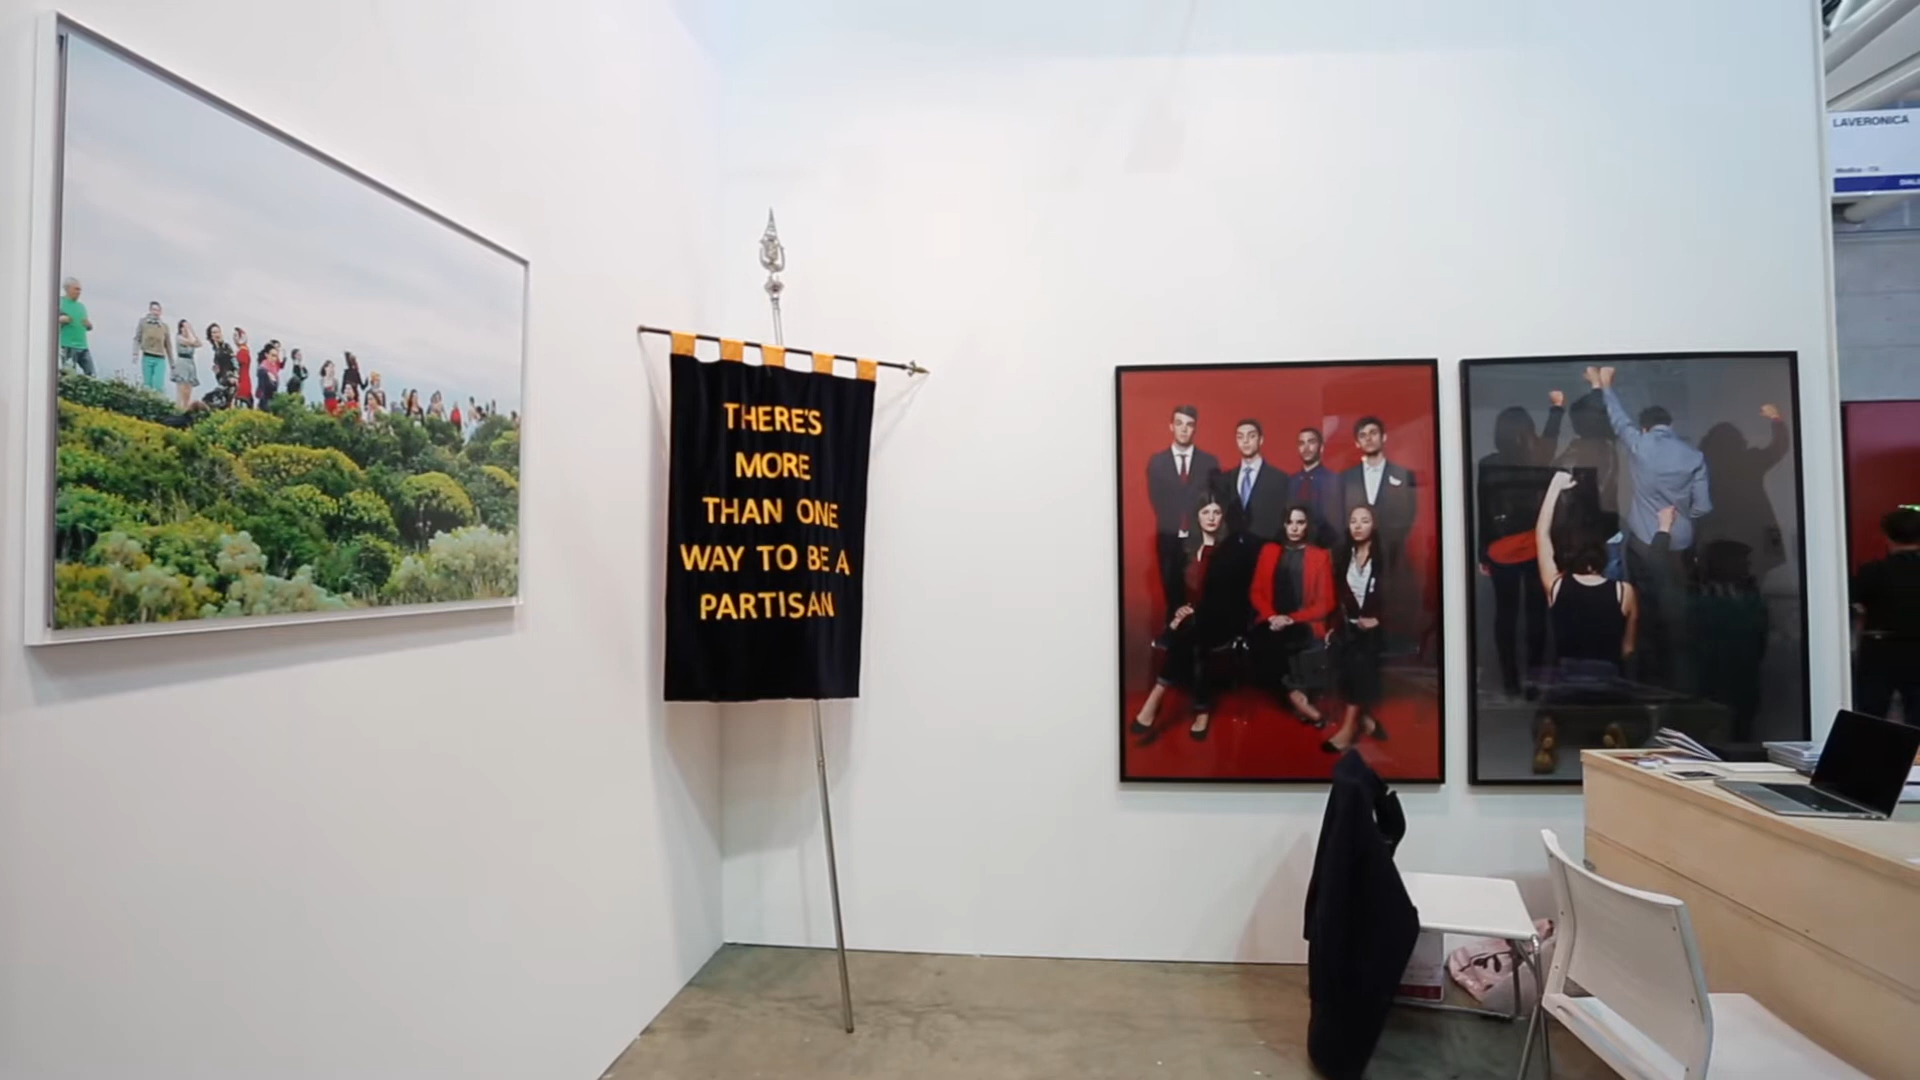 THERE'S
MORE
THAN ONE
WAY TO BE A
PARTISAN
LAVERONICA